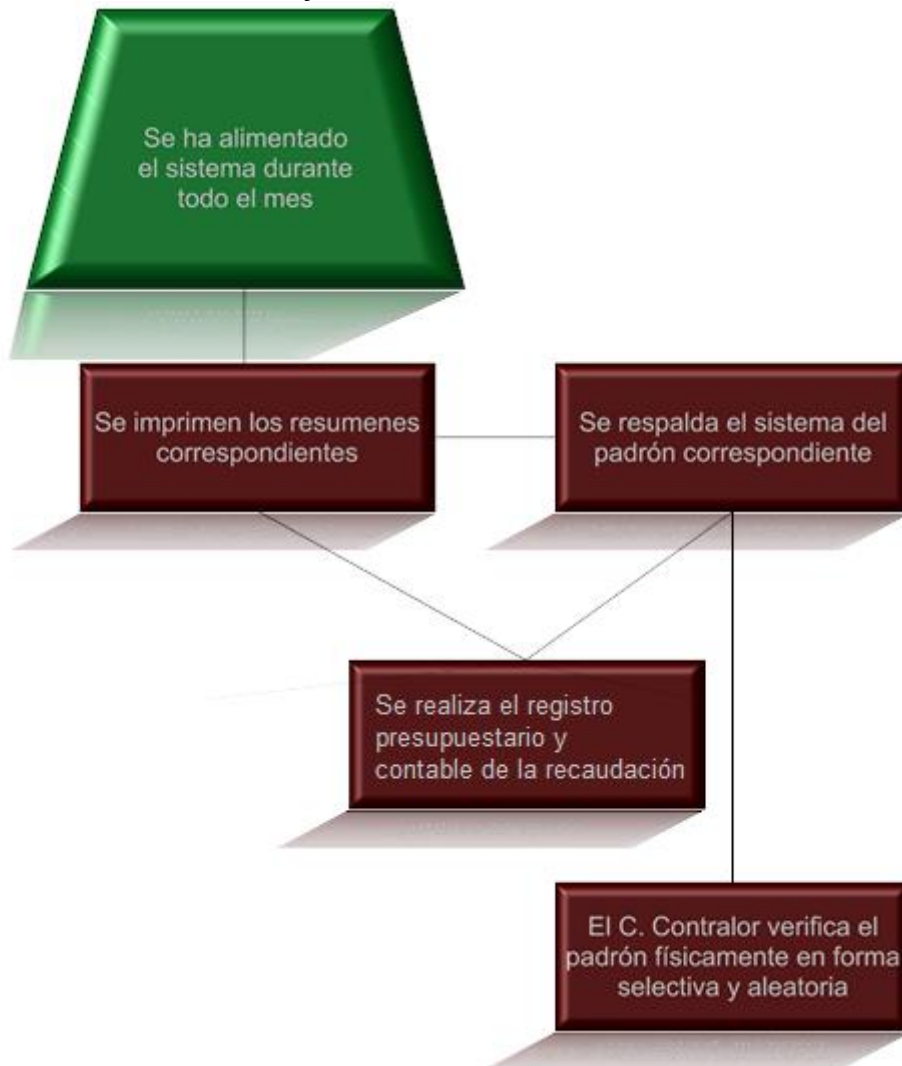 Se ha alimentado
el sistema durante
todo el mes
Se imprimen los resumenes
correspondientes
Se respalda el sistema del
padrón correspondiente
Se realiza el registro
presupuestario y
contable de la recaudación
El C. Contralor verifica el
padrón físicamente en forma
selectiva y aleatoria